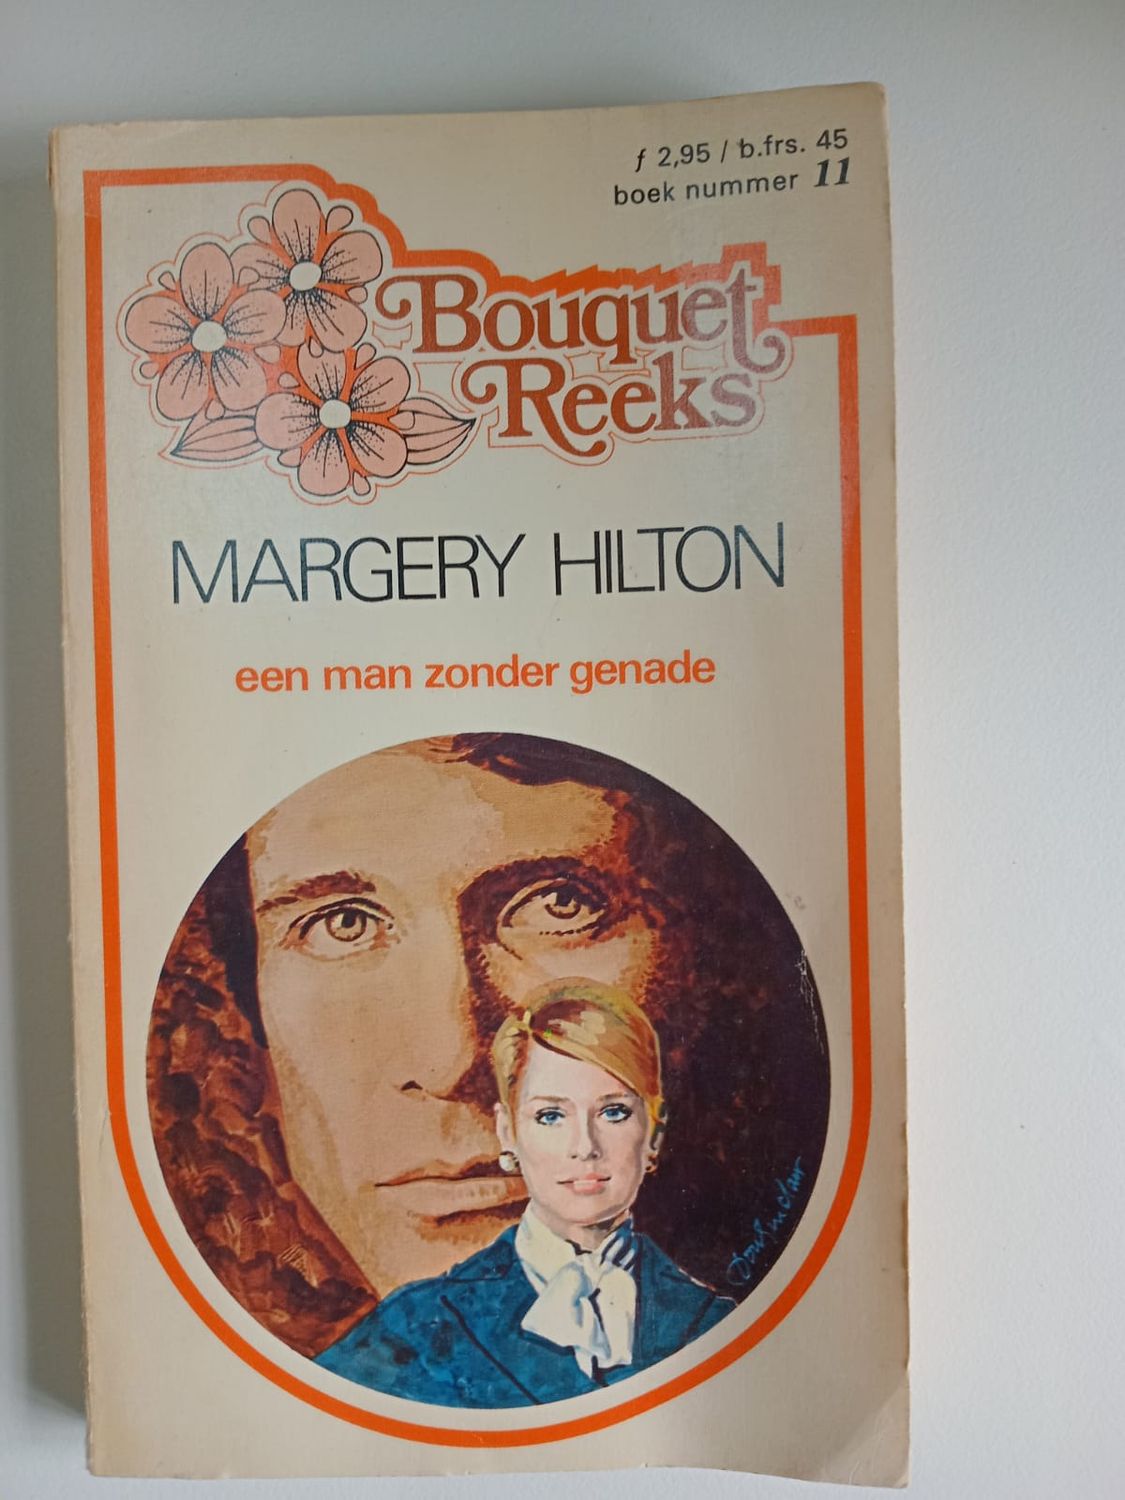 ƒ 2,95 / b.frs. 45
boek nummer 11
Bouquet
Reeks
MARGERY HILTON
een man zonder genade